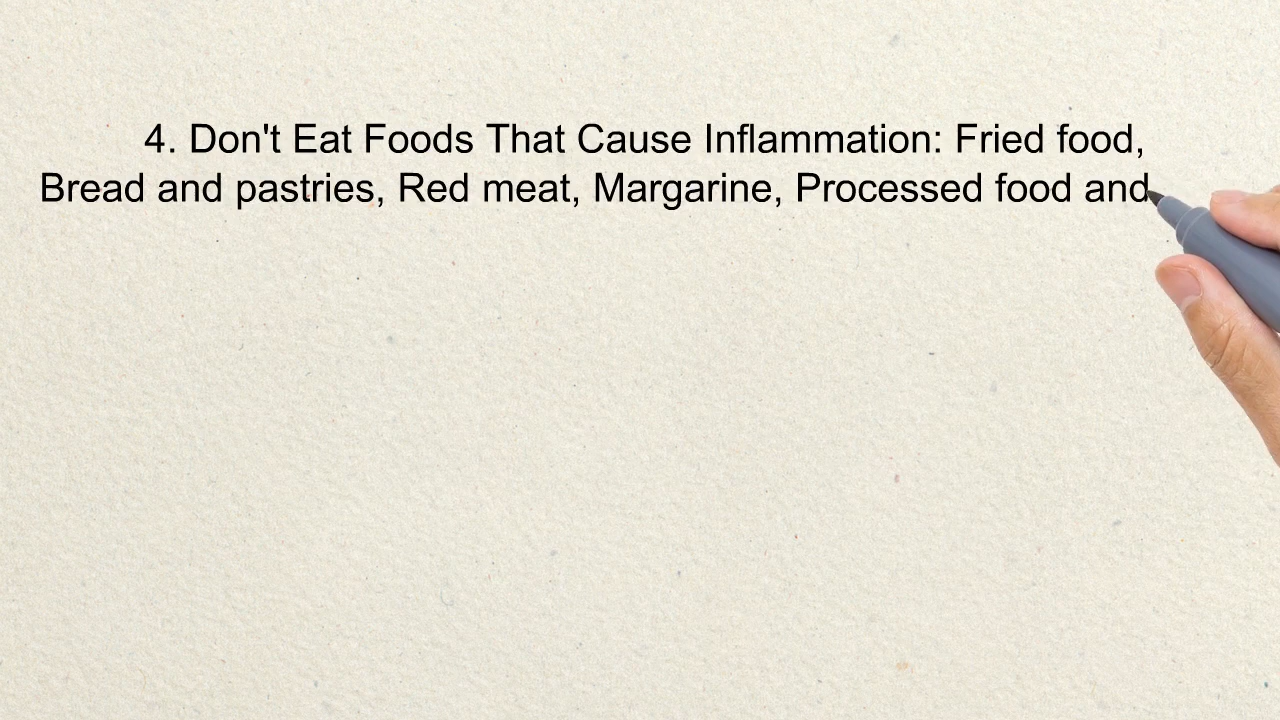 4. Don't Eat Foods That Cause Inflammation: Fried food,
Bread and pastries, Red meat, Margarine, Processed food and